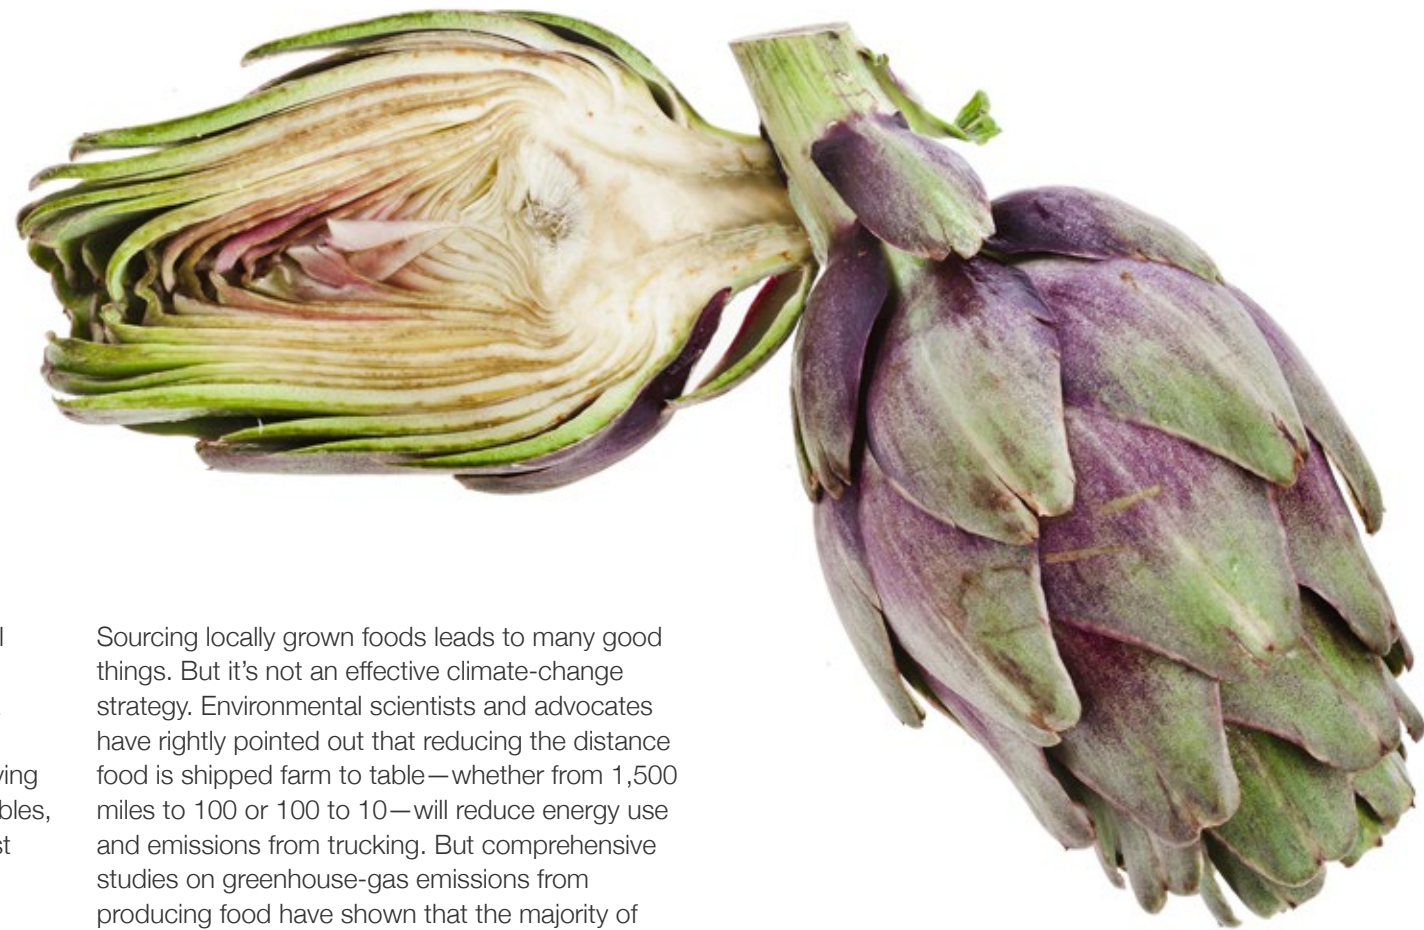 ving
bles,
st
Sourcing locally grown foods leads to many good
things. But it’s not an effective climate-change
strategy. Environmental scientists and advocates
have rightly pointed out that reducing the distance
food is shipped farm to table—whether from 1,500
miles to 100 or 100 to 10—will reduce energy use
and emissions from trucking. But comprehensive
studies on greenhouse-gas emissions from
producing food have shown that the majority of